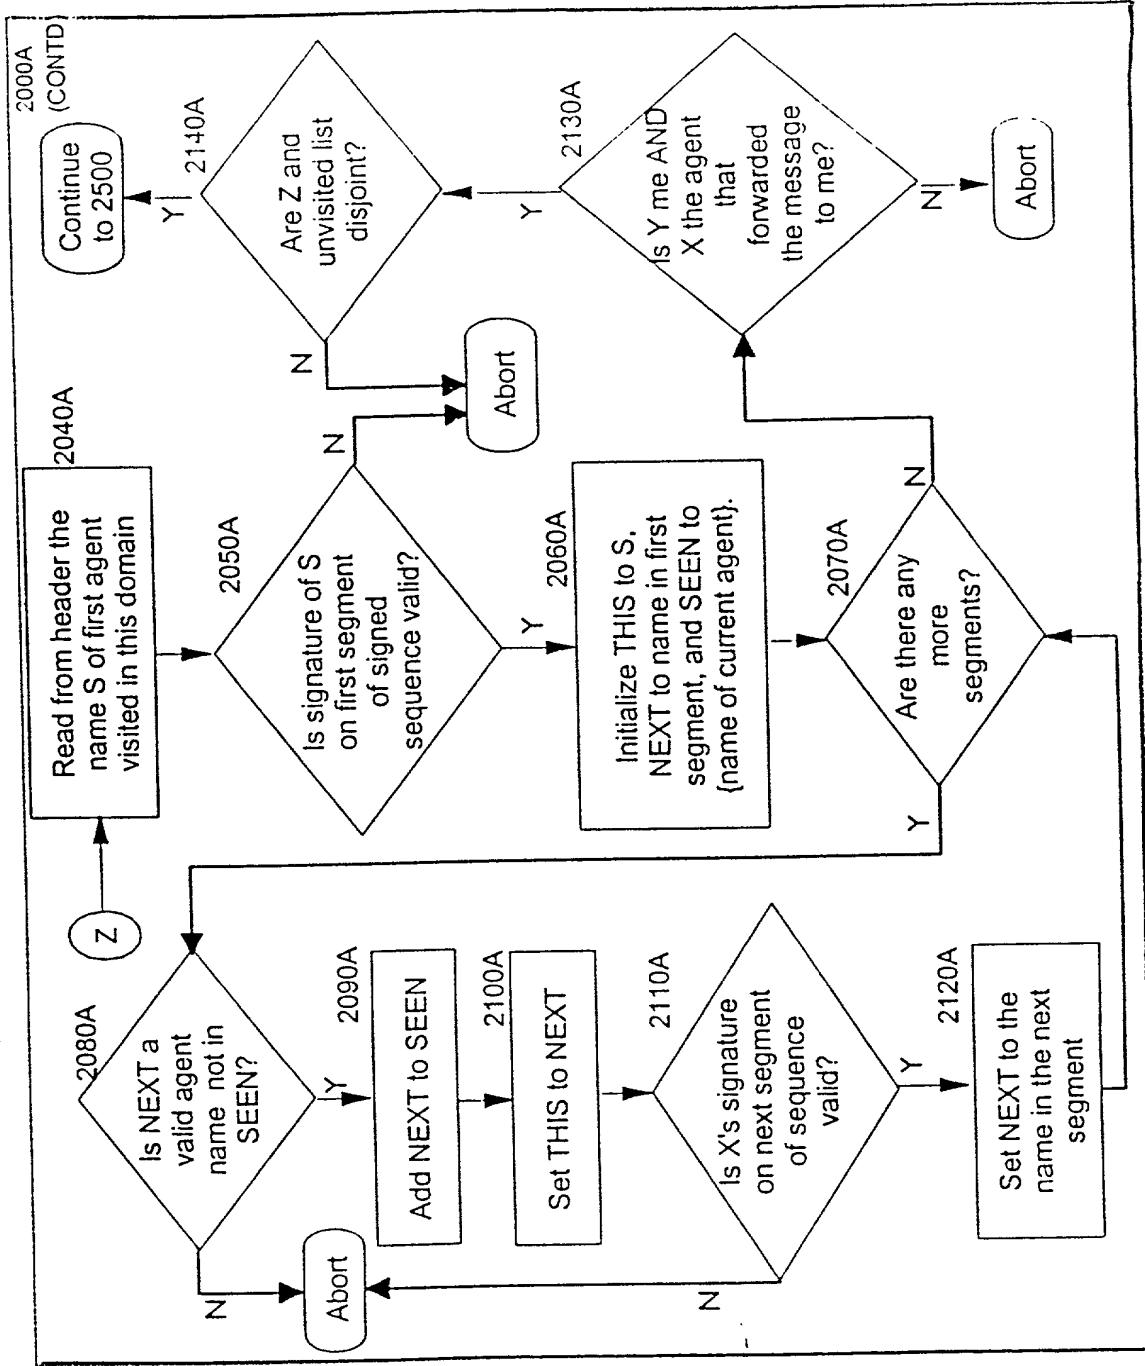 2000A
(CONTD)
Z
2040A
Read from header the
name S of first agent
visited in this domain
2050A
Is signature of S
on first segment
of signed
sequence valid?
N
Y
Abort
2060A
Initialize THIS to S,
NEXT to name in first
segment, and SEEN to
{name of current agent}.
2070A
Are there any
more
segments?
Y
N
2080A
Is NEXT a
valid agent
name not in
SEEN?
N
Y
Abort
2090A
Add NEXT to SEEN
2100A
Set THIS to NEXT
2110A
Is X's signature
on next segment
of sequence
valid?
N
Y
2120A
Set NEXT to the
name in the next
segment
2130A
Is Y me AND
X the agent
that
forwarded
the message
to me?
Y
N
Abort
2140A
Are Z and
unvisited list
disjoint?
N
Y
Continue
to 2500